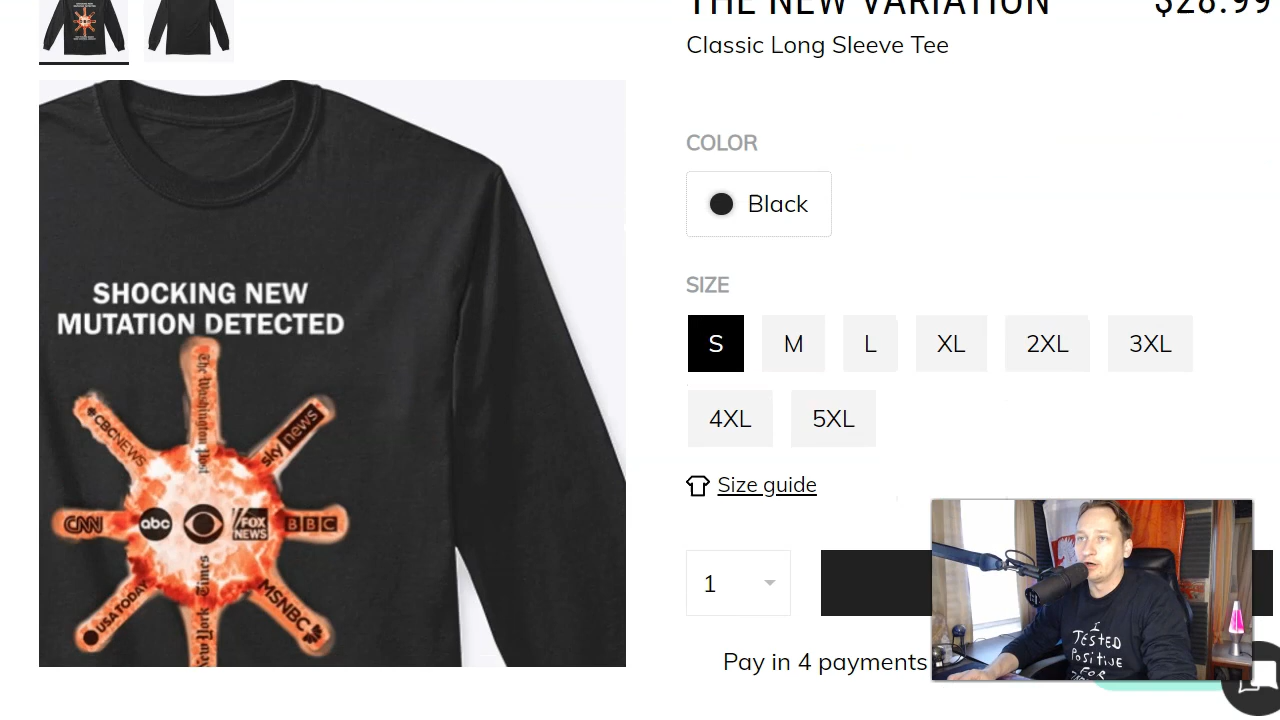 THE NEW VARIATION
$28.99
Classic Long Sleeve Tee
COLOR
Black
SIZE
S
M
L
XL
2XL
3XL
4XL
5XL
Size guide
1
Pay in 4 payments
SHOCKING NEW
MUTATION DETECTED
The Washington Post
CBCNEWS
sky news
CNN
abc
FOX
NEWS
BBC
USA TODAY
New York Times
MSNBC
I
TESTED
POSITIVE
FOR